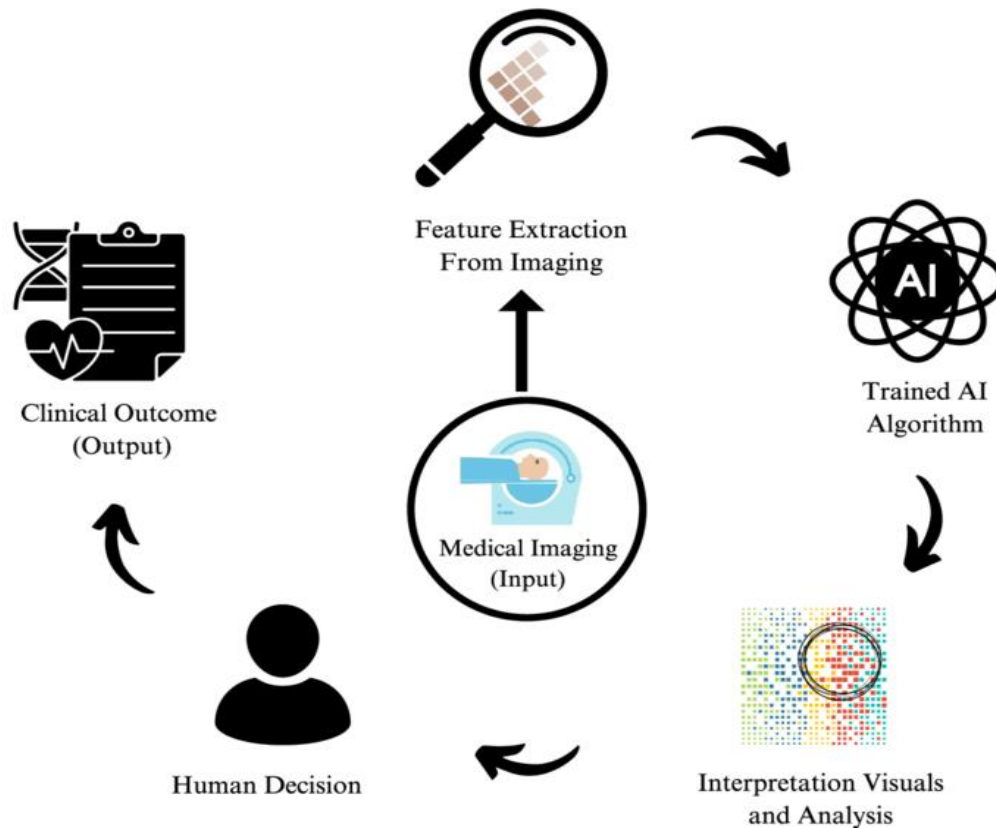 Feature Extraction
From Imaging
AI
Trained AI
Algorithm
Clinical Outcome
(Output)
Medical Imaging
(Input)
Human Decision
Interpretation Visuals
and Analysis